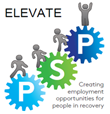 ELEVATE
P
S
P
Creating
employment
opportunities for
people in recovery